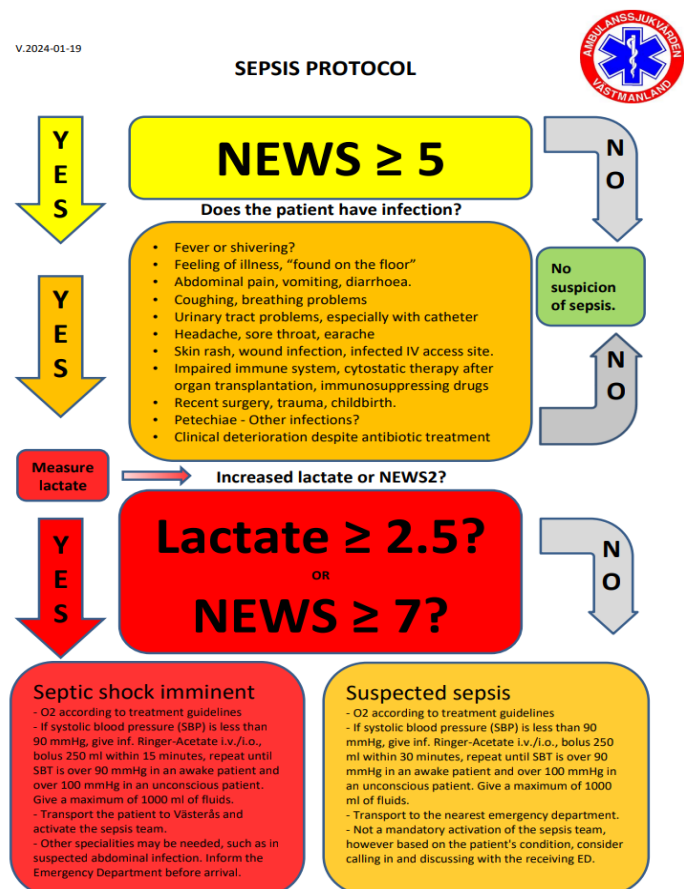 V.2024-01-19
AMBULANSSJUKVÅRDEN
VÄSTMANLAND
SEPSIS PROTOCOL
YES
NEWS ≥ 5
NO
Does the patient have infection?
YES
• Fever or shivering?
• Feeling of illness, “found on the floor”
• Abdominal pain, vomiting, diarrhoea.
• Coughing, breathing problems
• Urinary tract problems, especially with catheter
• Headache, sore throat, earache
• Skin rash, wound infection, infected IV access site.
• Impaired immune system, cytostatic therapy after
organ transplantation, immunosuppressing drugs
• Recent surgery, trauma, childbirth.
• Petechiae - Other infections?
• Clinical deterioration despite antibiotic treatment
No
suspicion
of sepsis.
NO
Measure
lactate
Increased lactate or NEWS2?
YES
Lactate ≥ 2.5?
OR
NEWS ≥ 7?
NO
Septic shock imminent
- O2 according to treatment guidelines
- If systolic blood pressure (SBP) is less than
90 mmHg, give inf. Ringer-Acetate i.v./i.o.,
bolus 250 ml within 15 minutes, repeat until
SBT is over 90 mmHg in an awake patient and
over 100 mmHg in an unconscious patient.
Give a maximum of 1000 ml of fluids.
- Transport the patient to Västerås and
activate the sepsis team.
- Other specialities may be needed, such as in
suspected abdominal infection. Inform the
Emergency Department before arrival.
Suspected sepsis
- O2 according to treatment guidelines
- If systolic blood pressure (SBP) is less than
90 mmHg, give inf. Ringer-Acetate i.v./i.o., bolus 250
ml within 30 minutes, repeat until SBT is over 90
mmHg in an awake patient and over 100 mmHg in
an unconscious patient. Give a maximum of 1000
ml of fluids.
- Transport to the nearest emergency department.
- Not a mandatory activation of the sepsis team,
however based on the patient's condition, consider
calling in and discussing with the receiving ED.